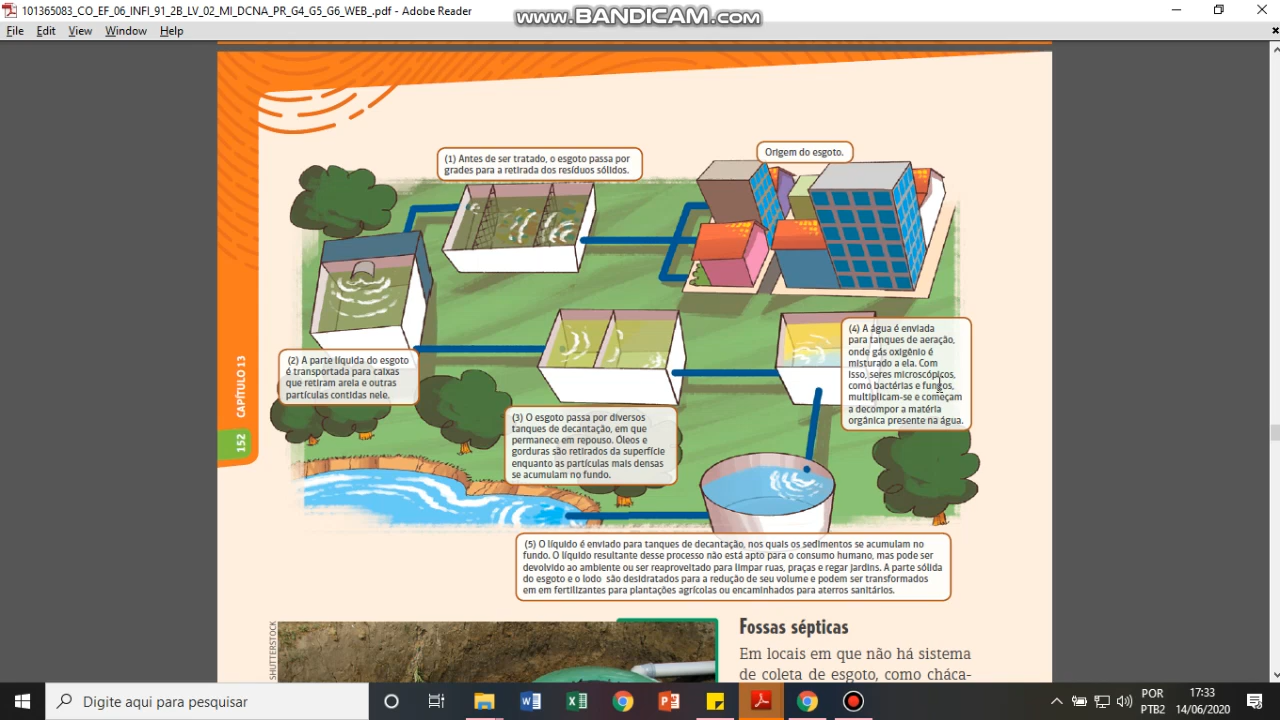 101365083_CO_EF_06_INFI_91_2B_LV_02_MI_DCNA_PR_G4_G5_G6_WEB_.pdf - Adobe Reader
www.BANDICAM.com
File Edit View Window Help
(1) Antes de ser tratado, o esgoto passa por
grades para a retirada dos resíduos sólidos.
Origem do esgoto.
(2) A parte líquida do esgoto
é transportada para caixas
que retiram areia e outras
partículas contidas nele.
(3) O esgoto passa por diversos
tanques de decantação, em que
permanece em repouso. Óleos e
gorduras são retirados da superfície
enquanto as partículas mais densas
se acumulam no fundo.
(4) A água é enviada
para tanques de aeração,
onde gás oxigênio é
misturado a ela. Com
isso, seres microscópicos,
como bactérias e fungos,
multiplicam-se e começam
a decompor a matéria
orgânica presente na água.
(5) O líquido é enviado para tanques de decantação, nos quais os sedimentos se acumulam no
fundo. O líquido resultante desse processo não está apto para o consumo humano, mas pode ser
devolvido ao ambiente ou ser reaproveitado para limpar ruas, praças e regar jardins. A parte sólida
do esgoto e o lodo são desidratados para a redução de seu volume e podem ser transformados
em em fertilizantes para plantações agrícolas ou encaminhados para aterros sanitários.
CAPÍTULO 13
152
SHUTTERSTOCK
Fossas sépticas
Em locais em que não há sistema
de coleta de esgoto, como cháca-
Digite aqui para pesquisar
POR
PTB2
17:33
14/06/2020